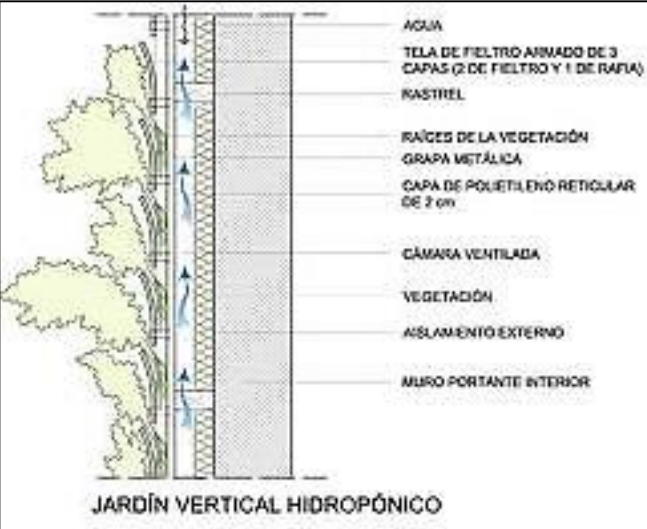 AGUA
TELA DE FIELTRO ARMADO DE 3
CAPAS (2 DE FIELTRO Y 1 DE RAFIA)
RASTREL
RAÍCES DE LA VEGETACIÓN
GRAPA METÁLICA
CAPA DE POLIETILENO RETICULAR
DE 2 cm
CÁMARA VENTILADA
VEGETACIÓN
AISLAMIENTO EXTERNO
MURO PORTANTE INTERIOR
JARDÍN VERTICAL HIDROPÓNICO